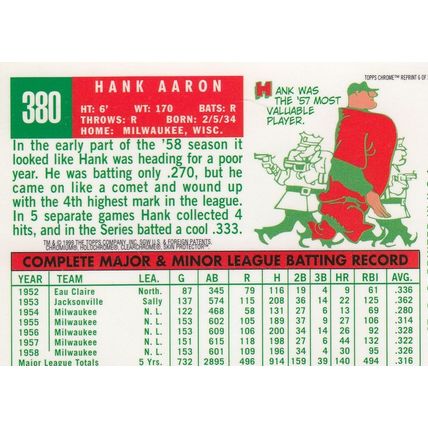 TOPPS CHROME™ REPRINT 6 OF
380
HANK AARON
HT: 6' WT: 170 BATS: R
THROWS: R BORN: 2/5/34
HOME: MILWAUKEE, WISC.
HANK WAS
THE '57 MOST
VALUABLE
PLAYER.
In the early part of the '58 season it
looked like Hank was heading for a poor
year. He was batting only .270, but he
came on like a comet and wound up
with the 4th highest mark in the league.
In 5 separate games Hank collected 4
hits, and in the Series batted a cool .333.
™ & © 1999 THE TOPPS COMPANY, INC. SOME U.S. & FOREIGN PATENTS.
COMPLETE MAJOR & MINOR LEAGUE BATTING RECORD
YEAR TEAM LEA. G AB R H 2B 3B HR RBI AVG.
1952 Eau Claire North. 87 345 79 116 19 4 9 61 .336
1953 Jacksonville Sally 137 574 115 208 36 14 22 125 .362
1954 Milwaukee N. L. 122 468 58 131 27 6 13 69 .280
1955 Milwaukee N. L. 153 602 105 189 37 9 27 106 .314
1956 Milwaukee N. L. 153 609 106 200 34 14 26 92 .328
1957 Milwaukee N. L. 151 615 118 198 27 6 44 132 .322
1958 Milwaukee N. L. 153 601 109 196 34 4 30 95 .326
Major League Totals 5 Yrs. 732 2895 496 914 159 39 140 494 .316